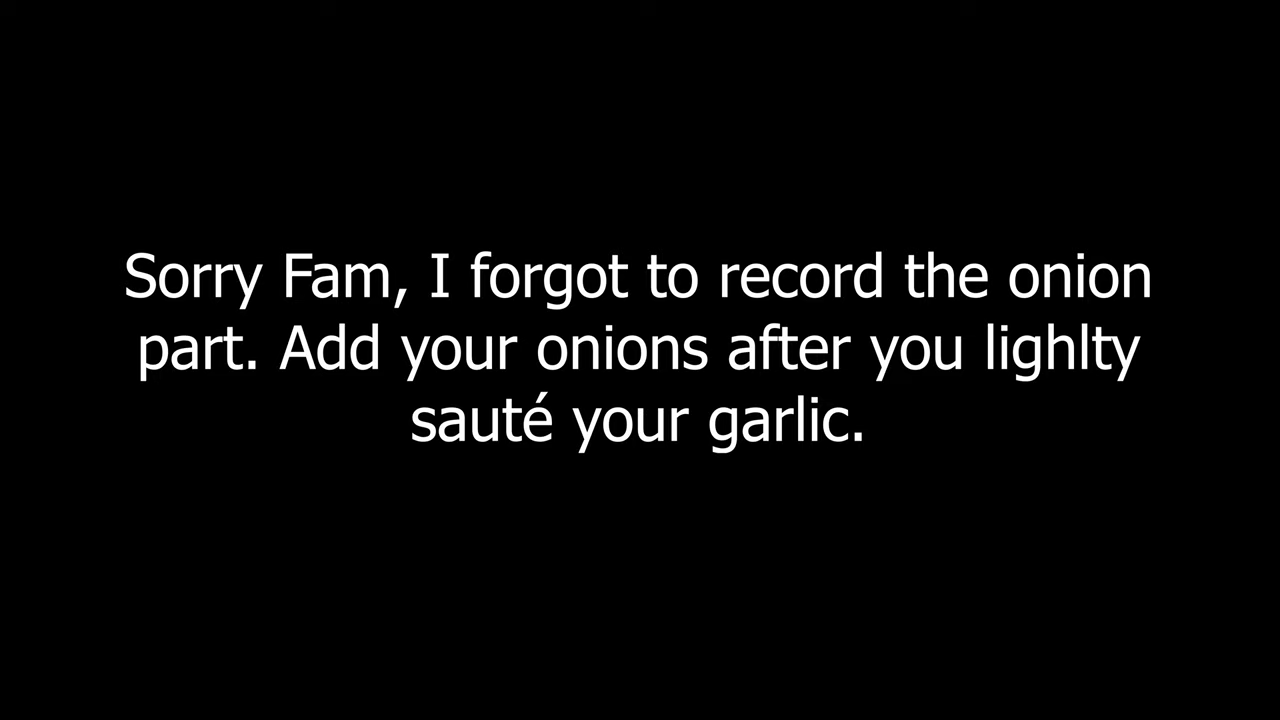 Sorry Fam, I forgot to record the onion
part. Add your onions after you lighlty
sauté your garlic.